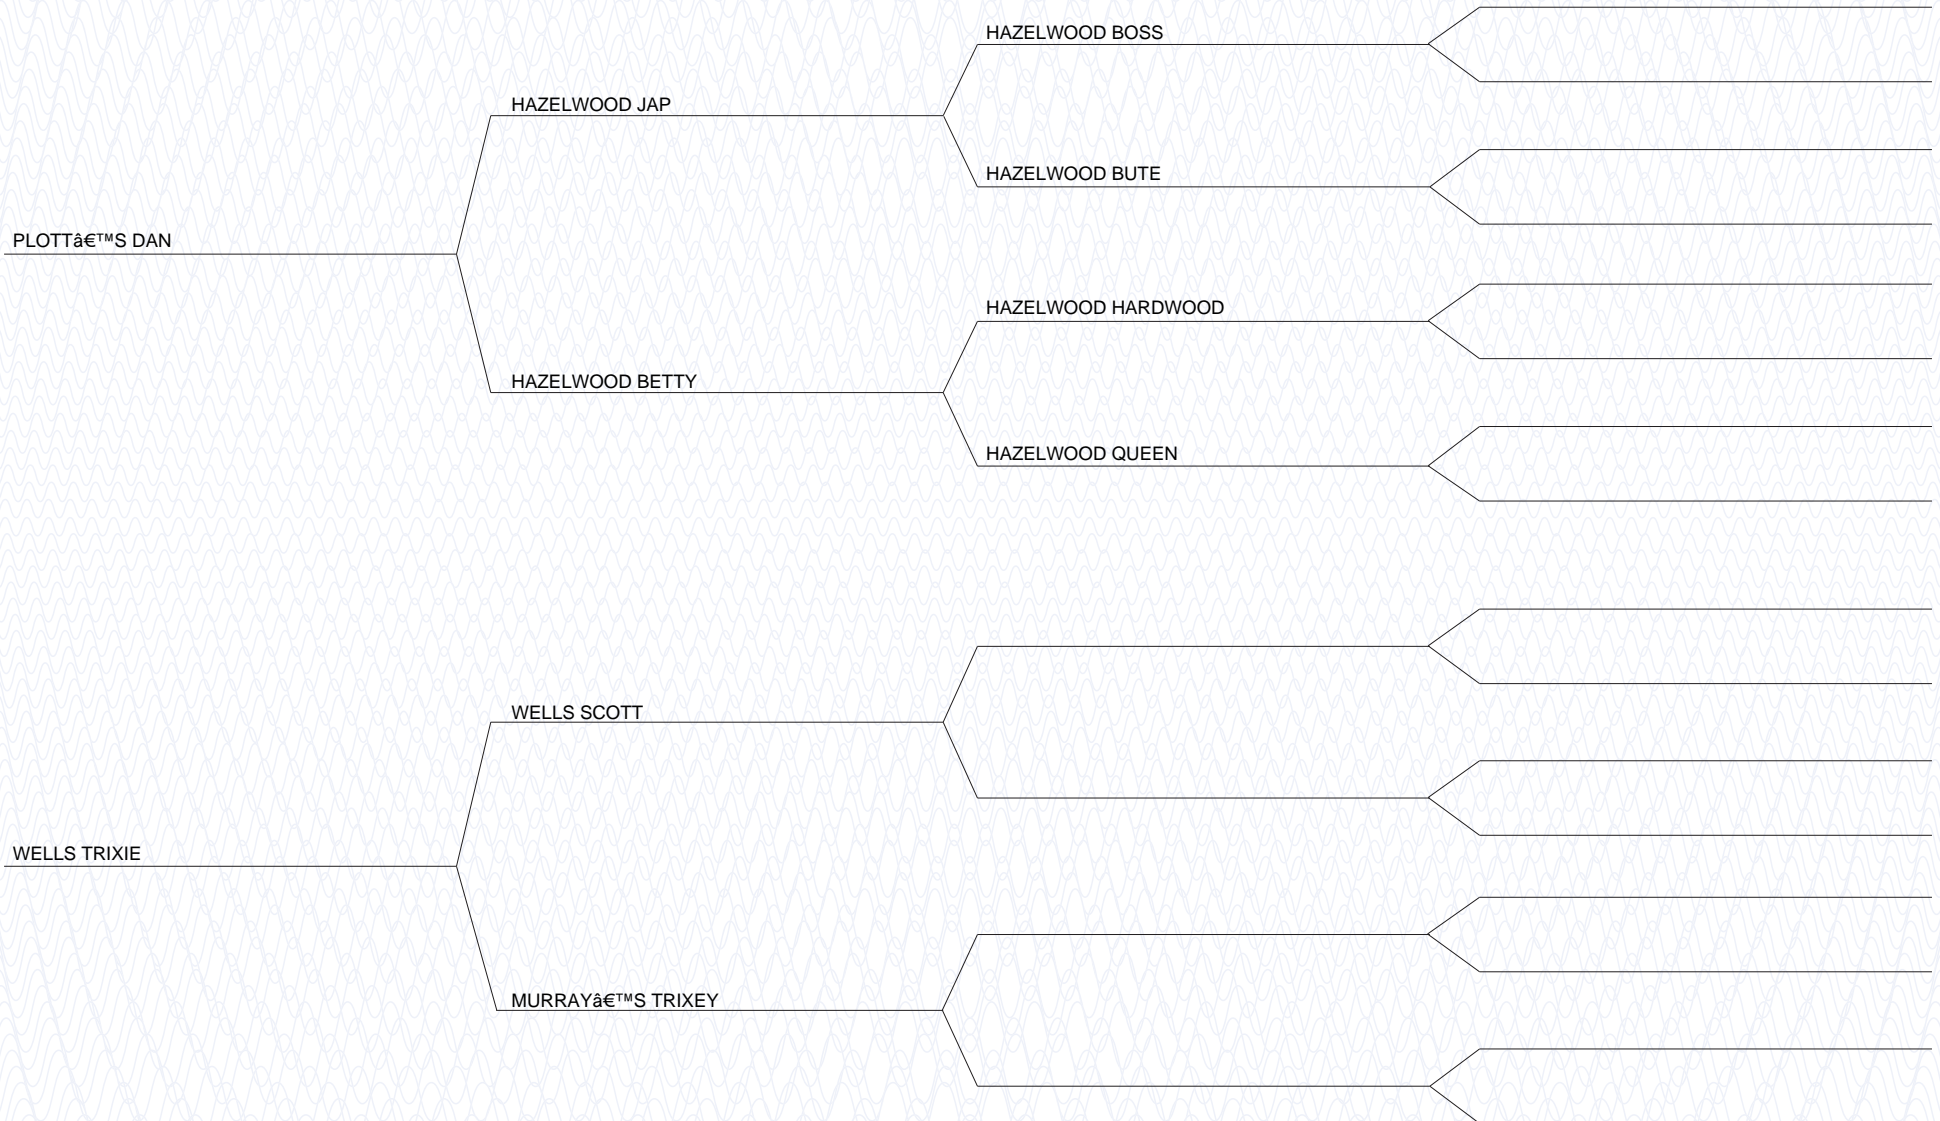 HAZELWOOD BOSS
HAZELWOOD JAP
HAZELWOOD BUTE
PLOTTâ€™S DAN
HAZELWOOD HARDWOOD
HAZELWOOD BETTY
HAZELWOOD QUEEN
WELLS SCOTT
WELLS TRIXIE
MURRAYâ€™S TRIXEY